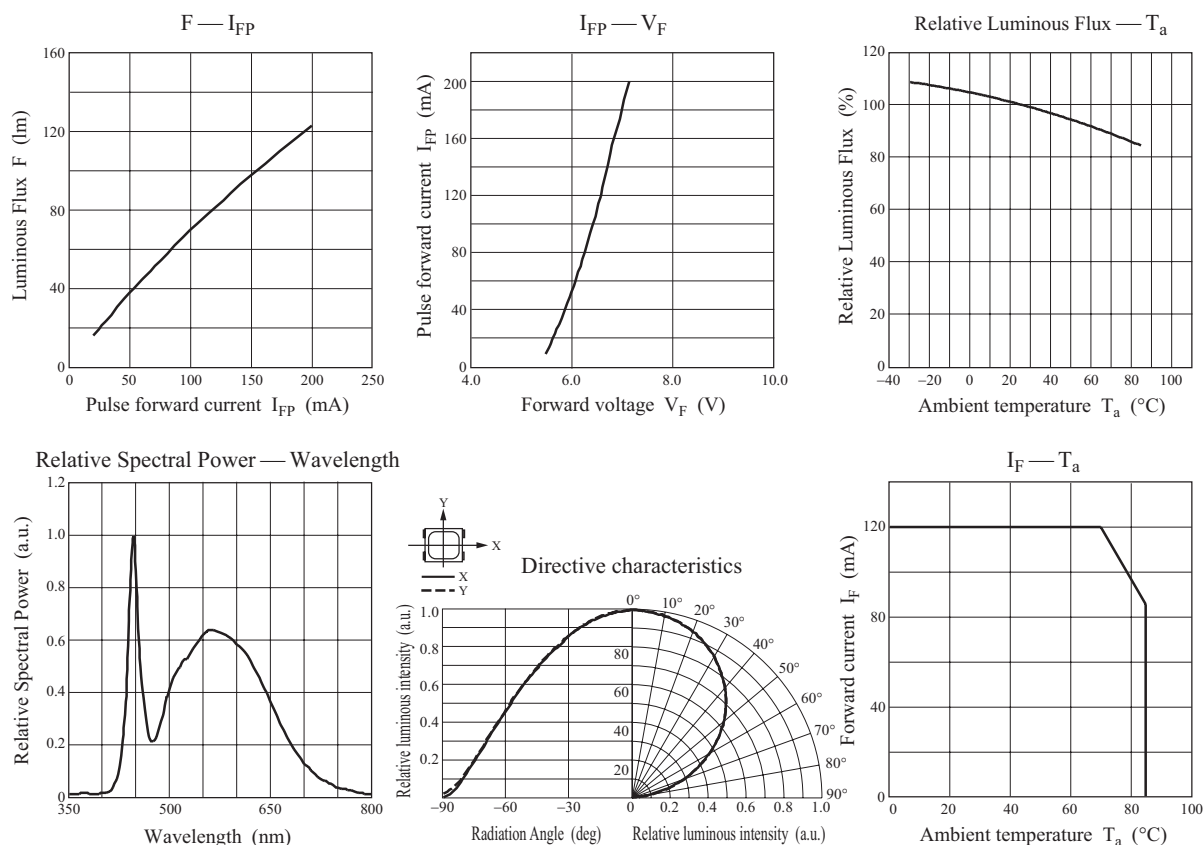 F — I_FP
160
120
80
40
0
0 50 100 150 200 250
Luminous Flux F (lm)
Pulse forward current I_FP (mA)
I_FP — V_F
200
160
120
80
40
0
4.0 6.0 8.0 10.0
Pulse forward current I_FP (mA)
Forward voltage V_F (V)
Relative Luminous Flux — T_a
120
100
80
60
40
20
0
–40 –20 0 20 40 60 80 100
Relative Luminous Flux (%)
Ambient temperature T_a (°C)
Relative Spectral Power — Wavelength
1.2
1.0
0.8
0.6
0.4
0.2
0
350 500 650 800
Relative Spectral Power (a.u.)
Wavelength (nm)
Y
X
X
Y
Directive characteristics
1.0
0.8
0.6
0.4
0.2
–90 –60 –30 0 0.2 0.4 0.6 0.8 1.0
80
60
40
20
0° 10° 20° 30° 40° 50° 60° 70° 80° 90°
Relative luminous intensity (a.u.)
Radiation Angle (deg)
Relative luminous intensity (a.u.)
I_F — T_a
120
80
40
0
0 20 40 60 80 100
Forward current I_F (mA)
Ambient temperature T_a (°C)